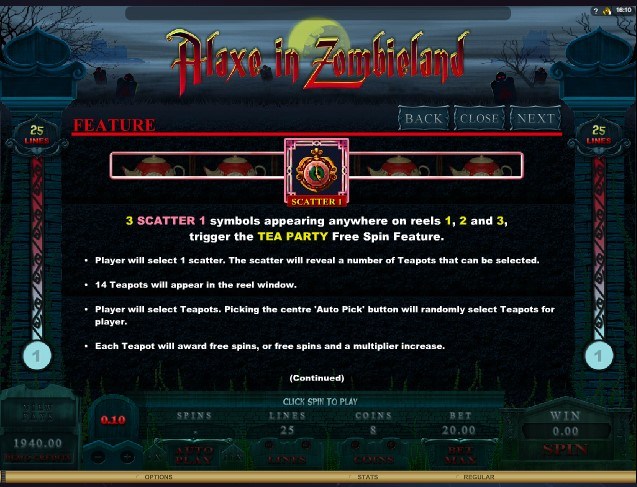 ? 18:10
Alaxe in Zombieland
25 LINES
25 LINES
FEATURE
BACK CLOSE NEXT
SCATTER 1
3 SCATTER 1 symbols appearing anywhere on reels 1, 2 and 3,
trigger the TEA PARTY Free Spin Feature.
• Player will select 1 scatter. The scatter will reveal a number of Teapots that can be selected.
• 14 Teapots will appear in the reel window.
• Player will select Teapots. Picking the centre 'Auto Pick' button will randomly select Teapots for
player.
• Each Teapot will award free spins, or free spins and a multiplier increase.
1
1
(Continued)
CLICK SPIN TO PLAY
0.10
SPINS LINES COINS BET WIN
- 25 8 20.00 0.00
1940.00
AUTO PLAY LINES COINS BET MAX SPIN
OPTIONS STATS REGULAR